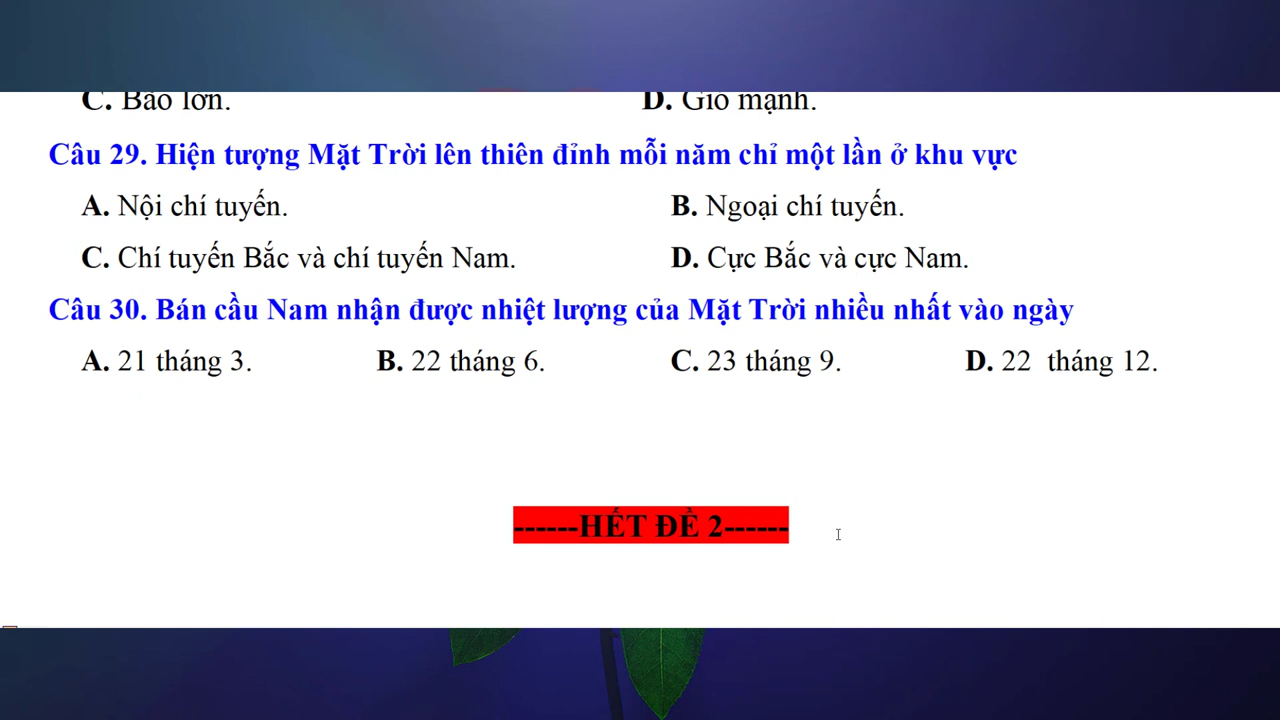 C. Bão lớn. D. Gió mạnh.
Câu 29. Hiện tượng Mặt Trời lên thiên đỉnh mỗi năm chỉ một lần ở khu vực
A. Nội chí tuyến. B. Ngoại chí tuyến.
C. Chí tuyến Bắc và chí tuyến Nam. D. Cực Bắc và cực Nam.
Câu 30. Bán cầu Nam nhận được nhiệt lượng của Mặt Trời nhiều nhất vào ngày
A. 21 tháng 3. B. 22 tháng 6. C. 23 tháng 9. D. 22 tháng 12.
------HẾT ĐỀ 2------